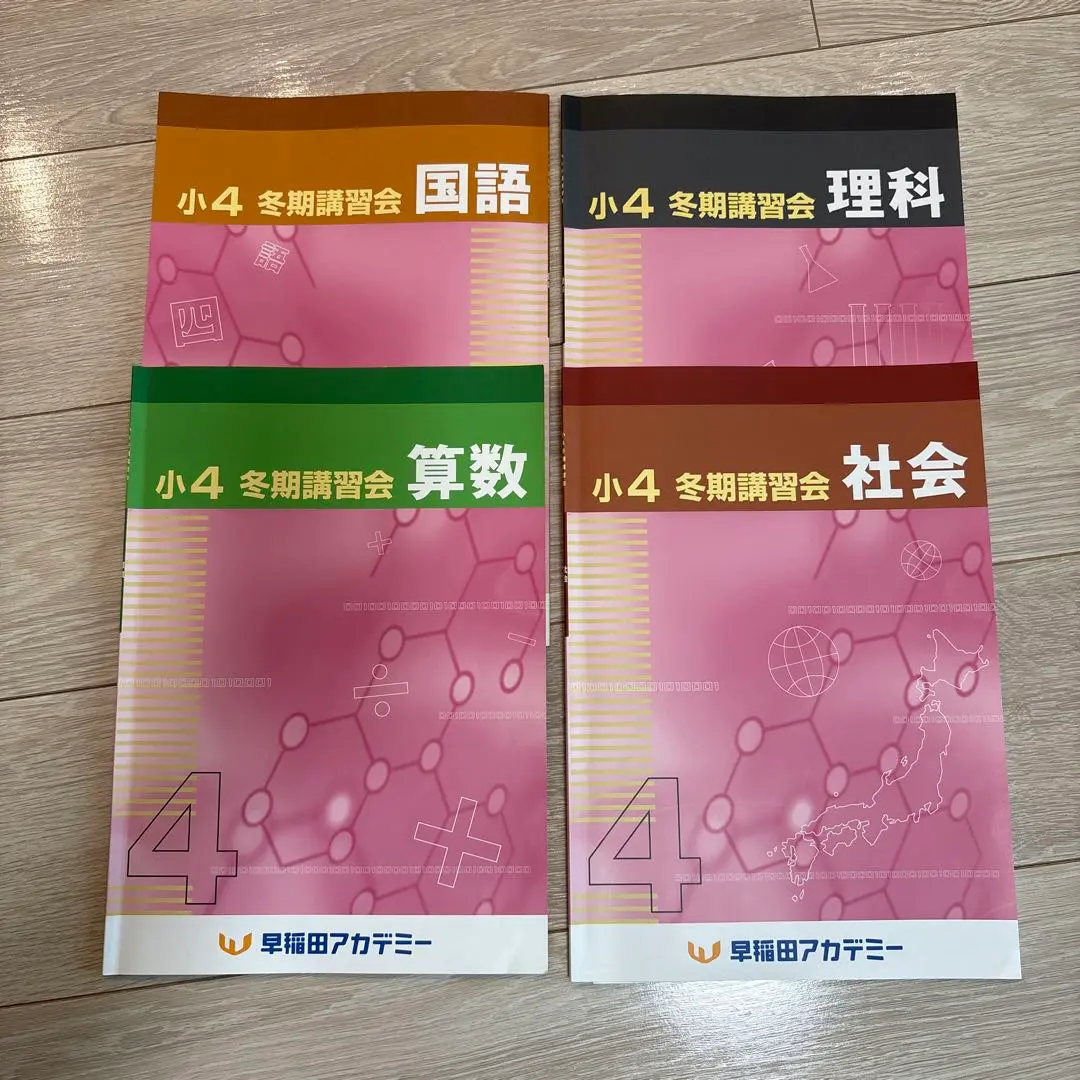 小4 冬期講習会 国語
語
四
小4 冬期講習会 理科
小4 冬期講習会 算数
4
早稲田アカデミー
小4 冬期講習会 社会
4
早稲田アカデミー